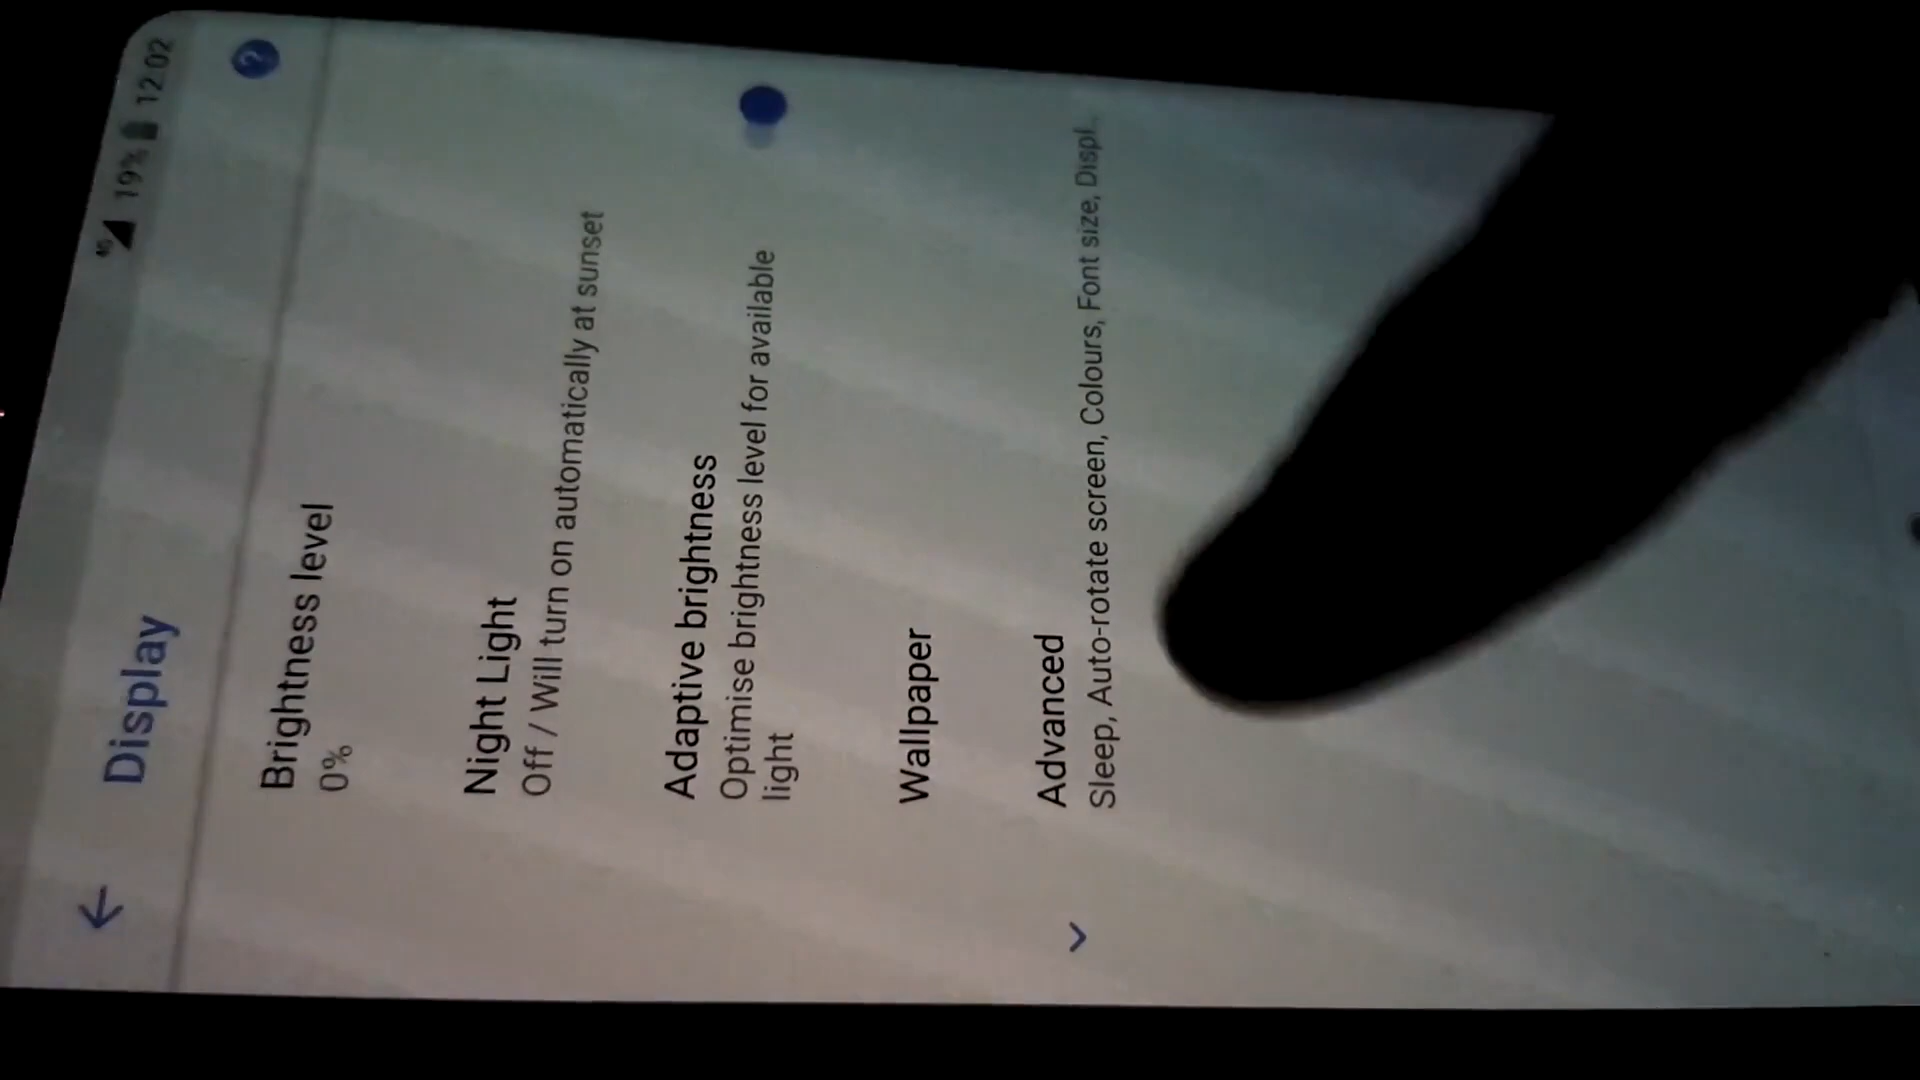 4G 19% 12:02
Display
Brightness level
0%
Night Light
Off / Will turn on automatically at sunset
Adaptive brightness
Optimise brightness level for available
light
Wallpaper
Advanced
Sleep, Auto-rotate screen, Colours, Font size, Displ..